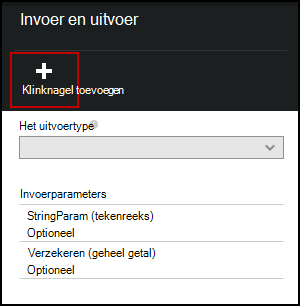 Invoer en uitvoer
Klinknagel toevoegen
Het uitvoertype
Invoerparameters
StringParam (tekenreeks)
Optioneel
Verzekeren (geheel getal)
Optioneel